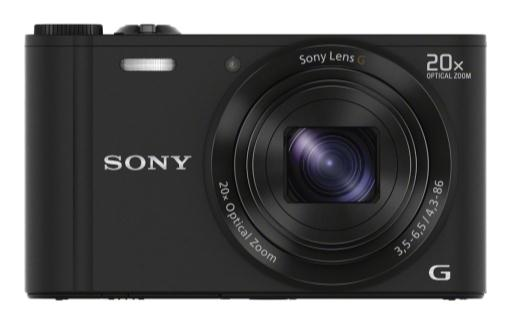 Sony Lens G
20x
OPTICAL ZOOM
SONY
20x Optical Zoom
3,5-6,5 / 4,3-86
G